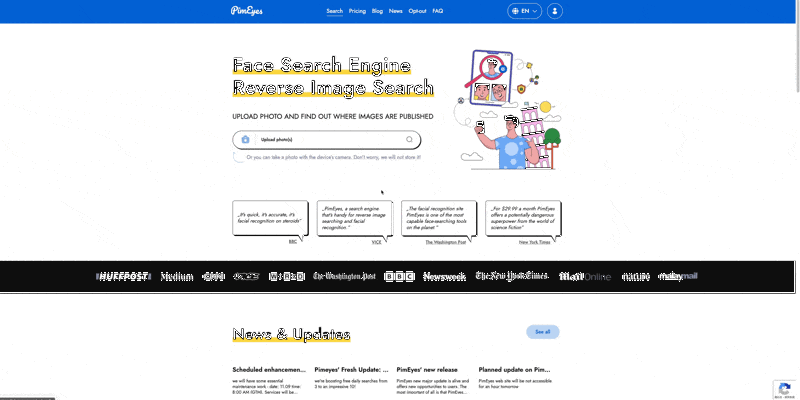 PimEyes
Search Pricing Blog News Opt-out FAQ
EN
Face Search Engine
Reverse Image Search
UPLOAD PHOTO AND FIND OUT WHERE IMAGES ARE PUBLISHED
Upload photo(s)
Or you can take a photo with the device's camera. Don't worry, we will not store it!
„It's quick, it's accurate, it's
facial recognition on steroids"
BBC
„PimEyes, a search engine
that's handy for reverse image
searching and facial
recognition."
VICE
„The facial recognition site
PimEyes is one of the most
capable face-searching tools
on the planet "
The Washington Post
„For $29.99 a month PimEyes
offers a potentially dangerous
superpower from the world of
science fiction"
New York Times
HUFFPOST Medium WIRED The Washington Post BBC Newsweek The New York Times Mail Online nature malaymail
News & Updates
See all
Scheduled enhancemen...
we will have some essential
maintenance work - date: 11.09 time:
8:00 AM (GTM). Services will be...
Pimeyes' Fresh Update: ...
we're boosting free daily searches from
3 to an impressive 10!
PimEyes' new release
PimEyes new major update is alive and
offers new opportunities to users. The
most important of all is that PimEyes...
Planned update on Pim...
PimEyes web site will be not accessible
for an hour tomorrow